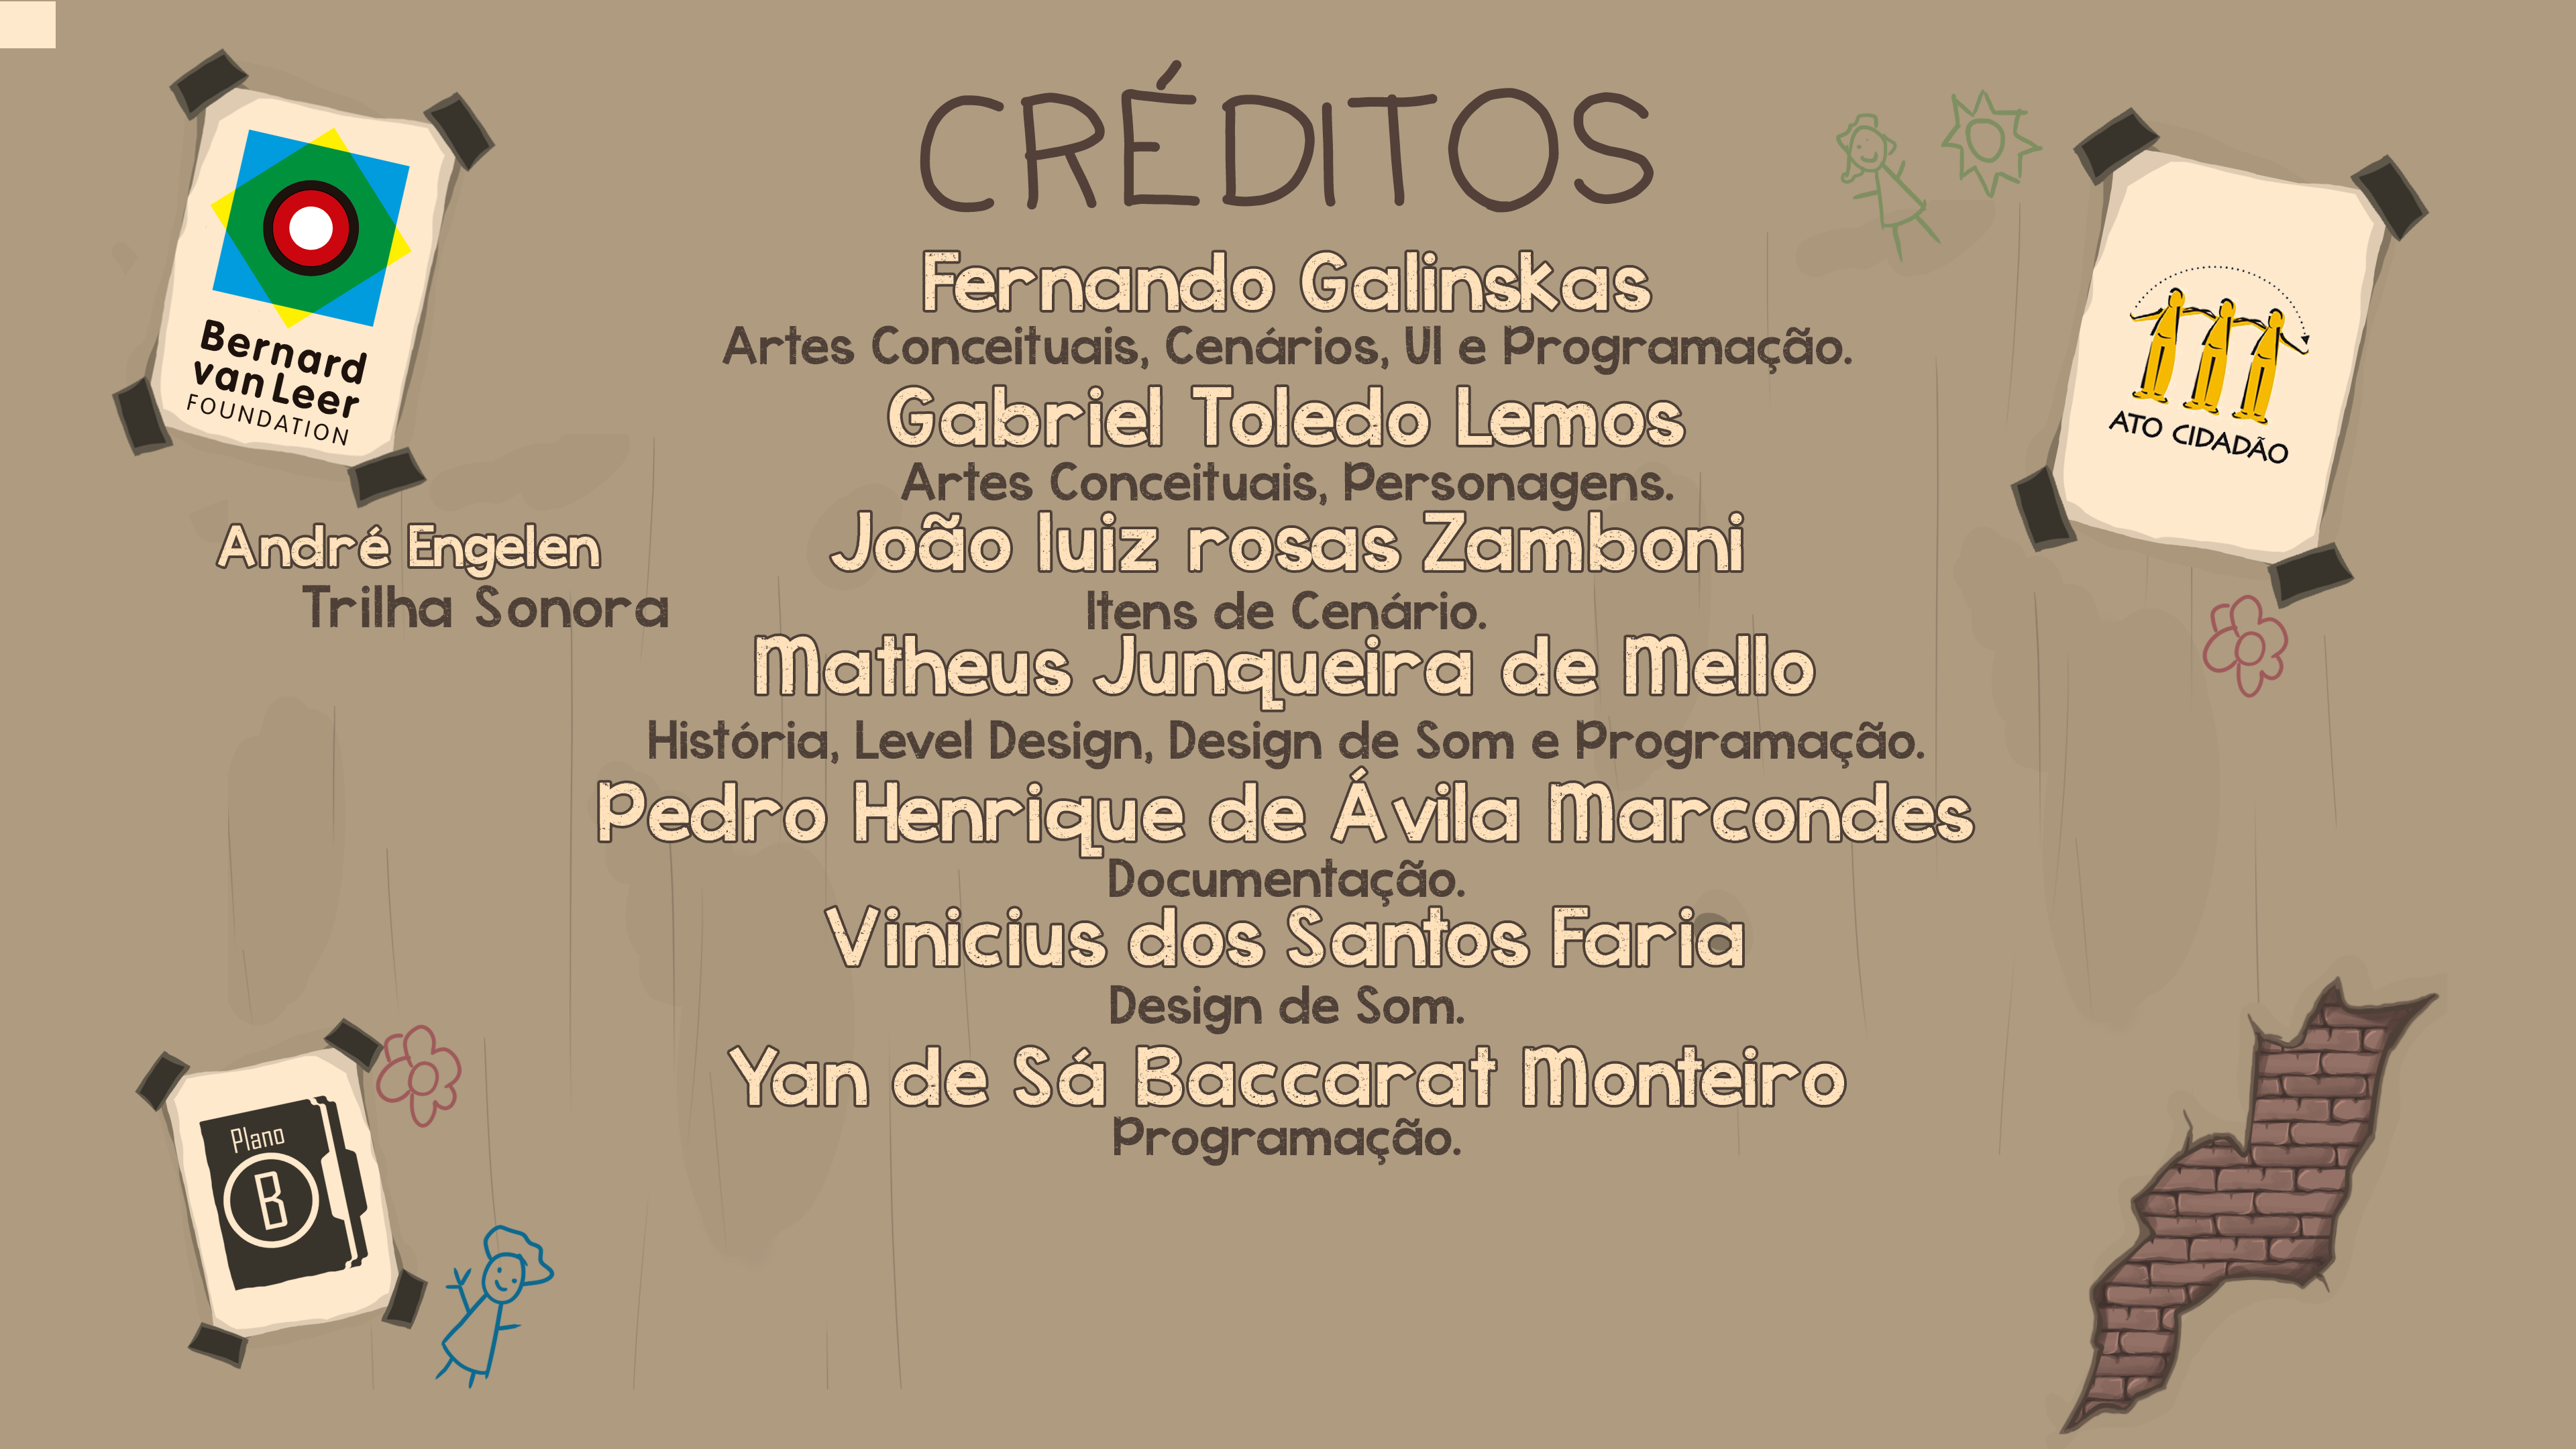 CRÉDITOS
Bernard
van Leer
FOUNDATION
ATO CIDADÃO
Fernando Galinskas
Artes Conceituais, Cenários, UI e Programação.
Gabriel Toledo Lemos
Artes Conceituais, Personagens.
João luiz rosas Zamboni
Itens de Cenário.
André Engelen
Trilha Sonora
Matheus Junqueira de Mello
História, Level Design, Design de Som e Programação.
Pedro Henrique de Ávila Marcondes
Documentação.
Vinicius dos Santos Faria
Design de Som.
Yan de Sá Baccarat Monteiro
Programação.
Plano
B